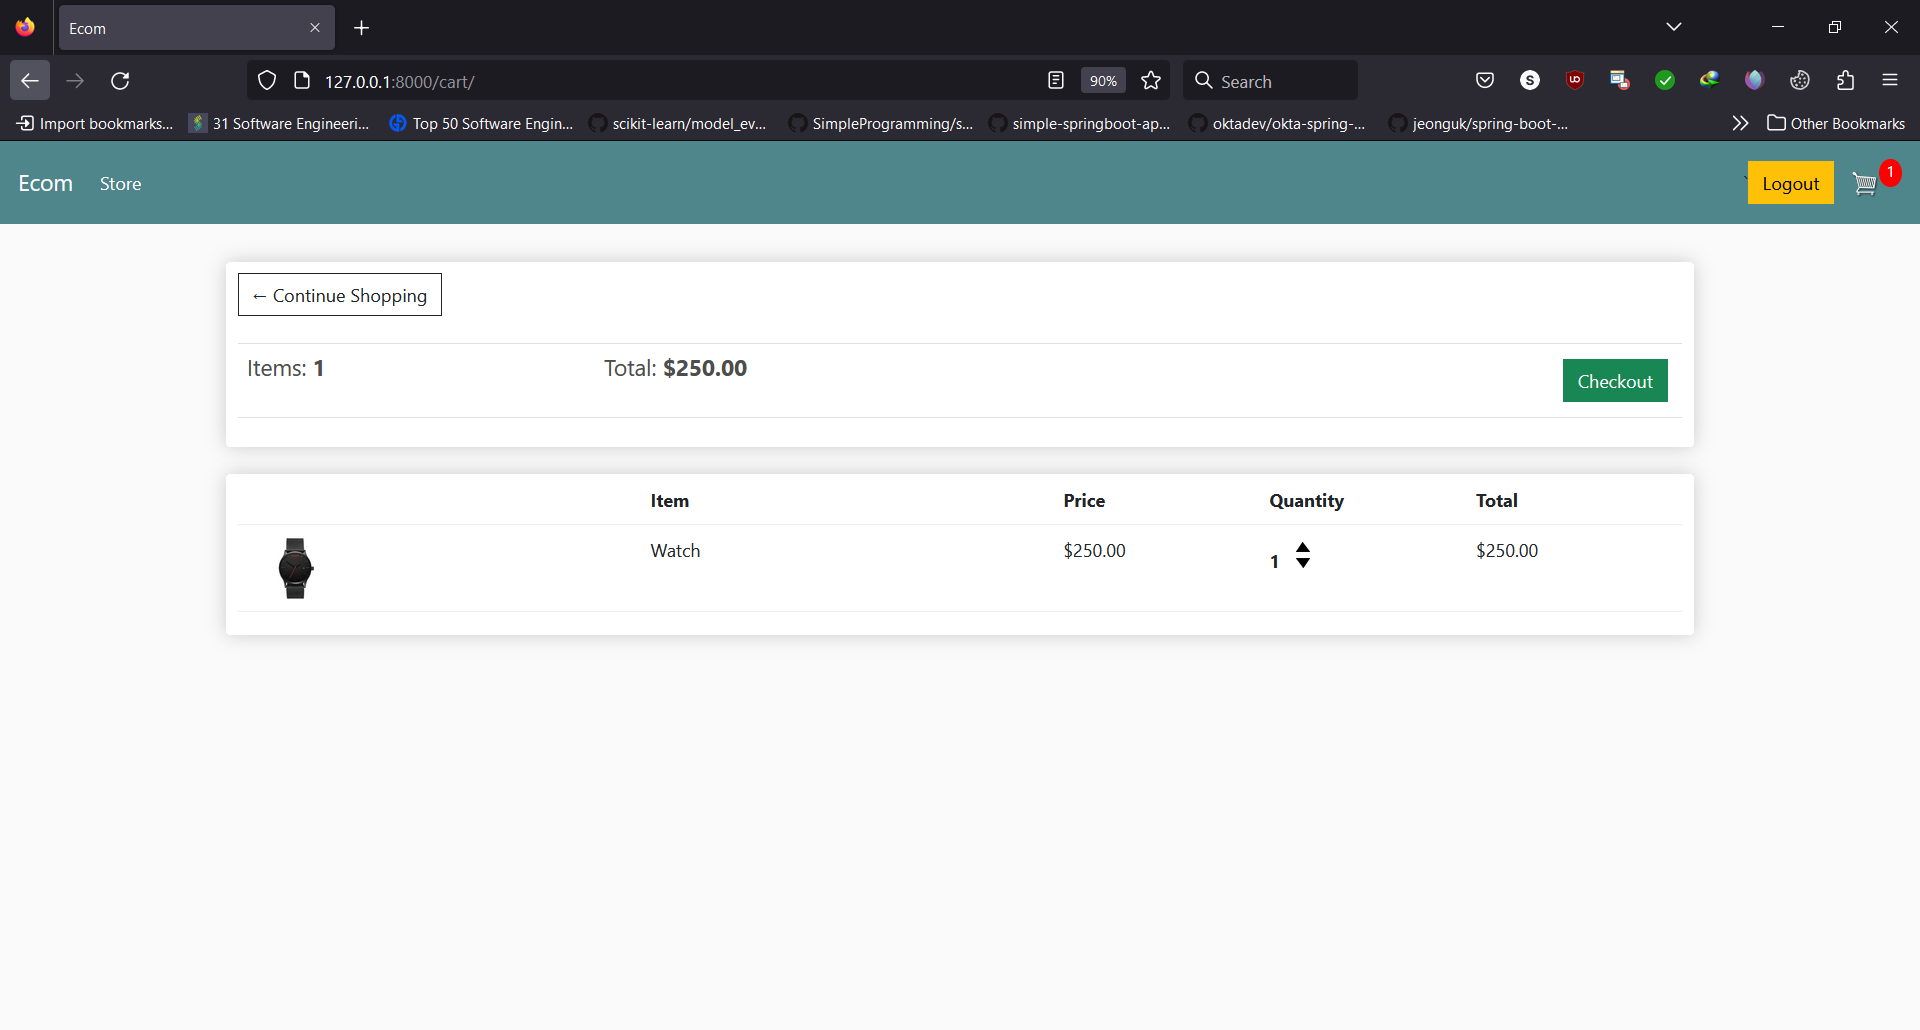 Ecom
127.0.0.1:8000/cart/
90%
Search
S
Import bookmarks...
31 Software Engineeri...
Top 50 Software Engin...
scikit-learn/model_ev...
SimpleProgramming/s...
simple-springboot-ap...
oktadev/okta-spring-...
jeonguk/spring-boot-...
Other Bookmarks
Ecom
Store
Logout
1
← Continue Shopping
Items: 1
Total: $250.00
Checkout
Item
Price
Quantity
Total
Watch
$250.00
1
$250.00